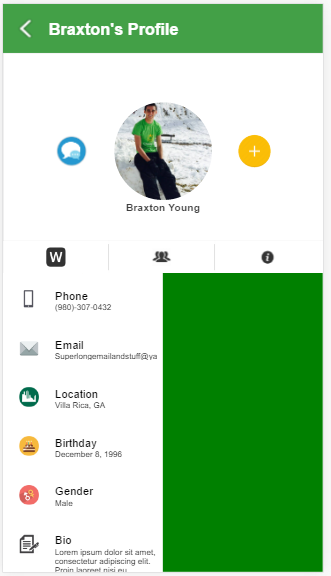 Braxton's Profile
Braxton Young
W
Phone
(980)-307-0432
Email
Superlongemailandstuff@ya
Location
Villa Rica, GA
Birthday
December 8, 1996
Gender
Male
Bio
Lorem ipsum dolor sit amet,
consectetur adipiscing elit.
Proin laoreet nisi eu